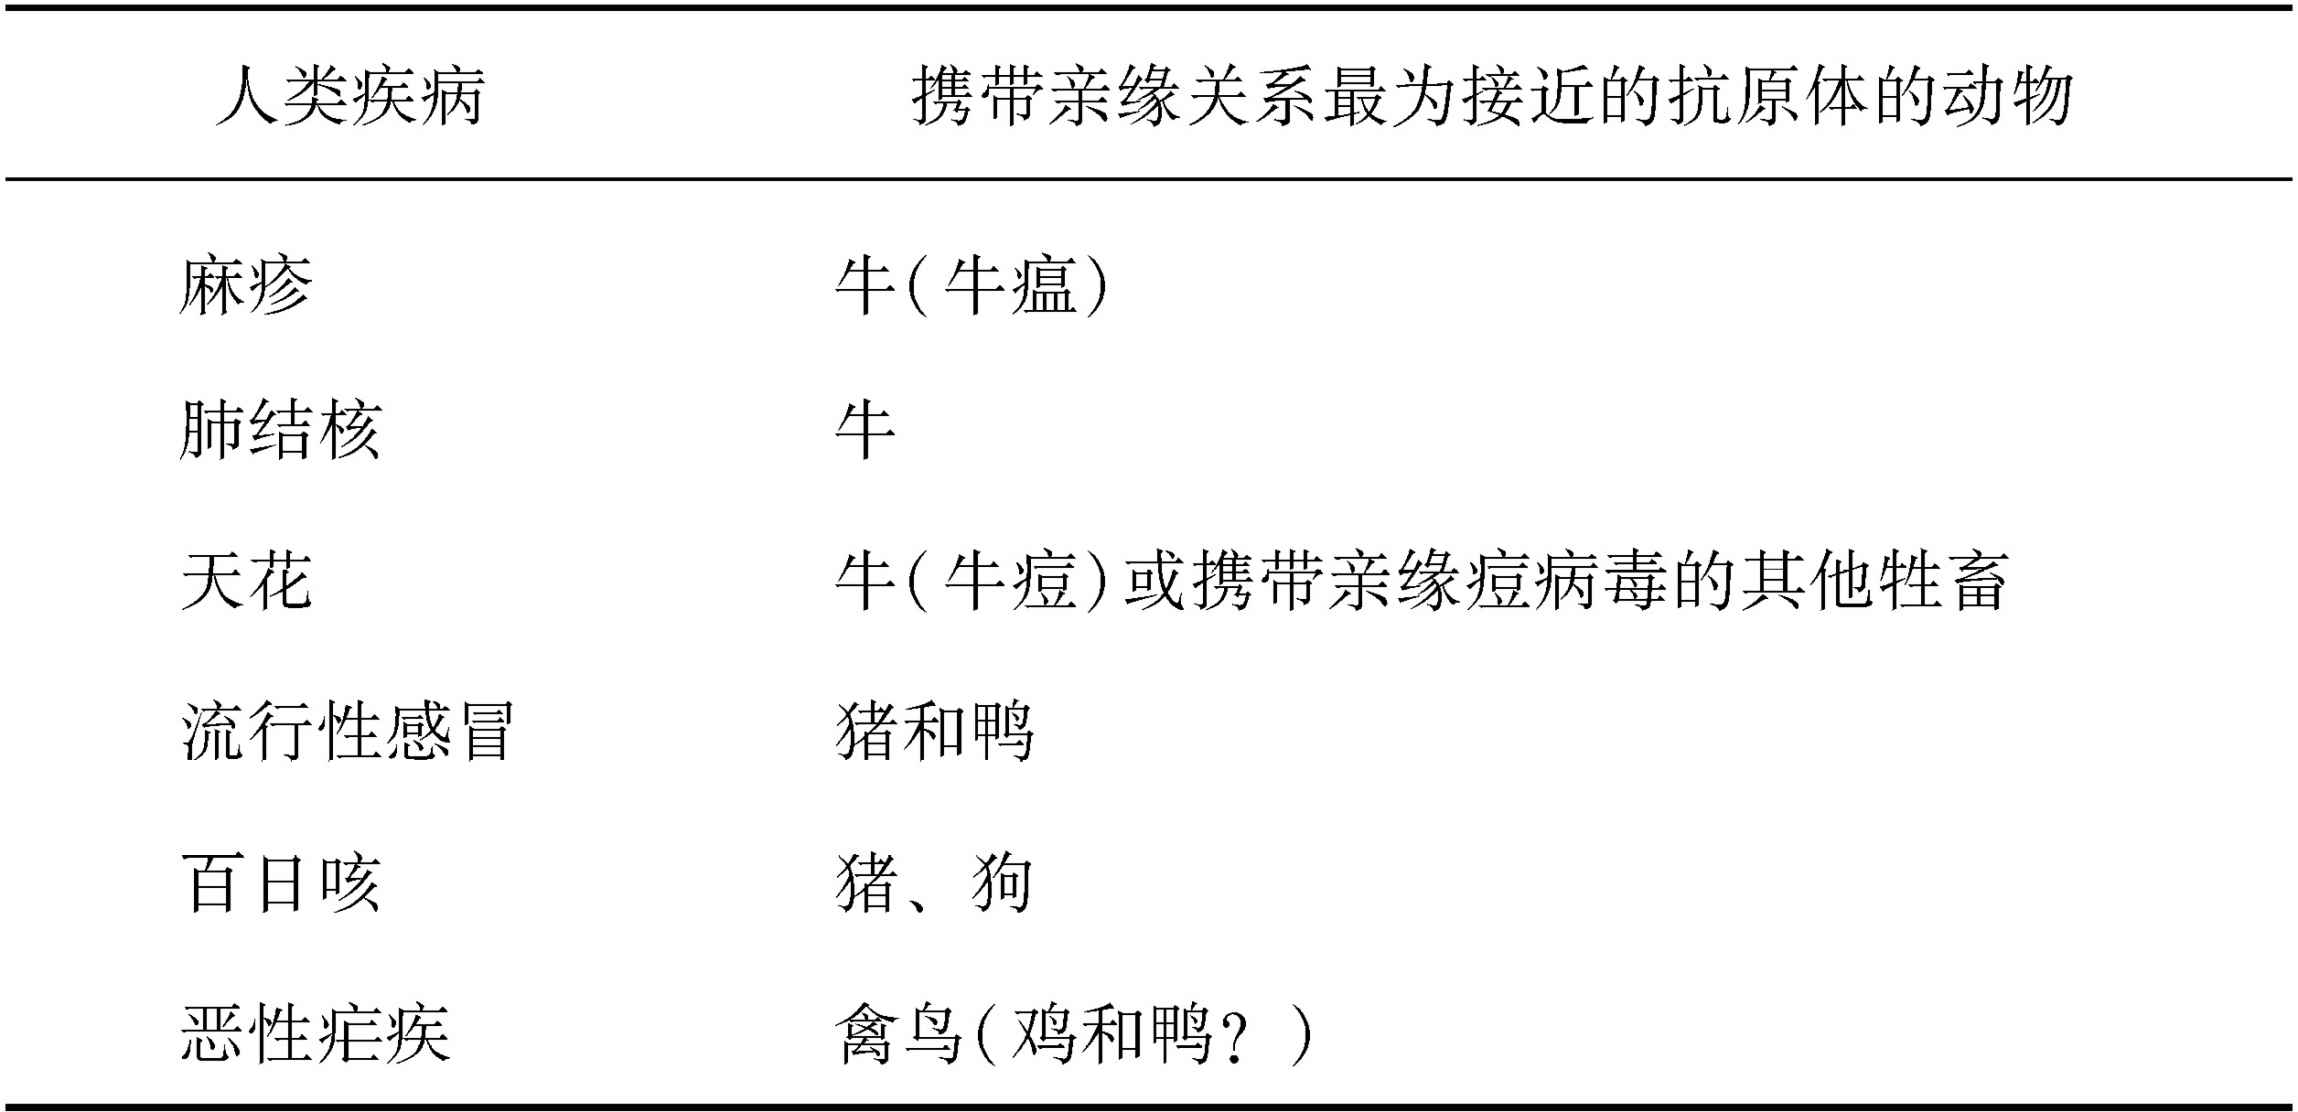 人类疾病 携带亲缘关系最为接近的抗原体的动物
麻疹 牛(牛瘟)
肺结核 牛
天花 牛(牛痘)或携带亲缘痘病毒的其他牲畜
流行性感冒 猪和鸭
百日咳 猪、狗
恶性疟疾 禽鸟(鸡和鸭？)